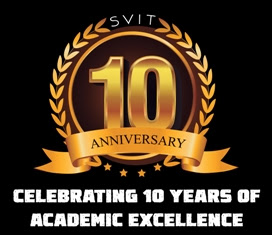 SVIT
10
ANNIVERSARY
CELEBRATING 10 YEARS OF
ACADEMIC EXCELLENCE